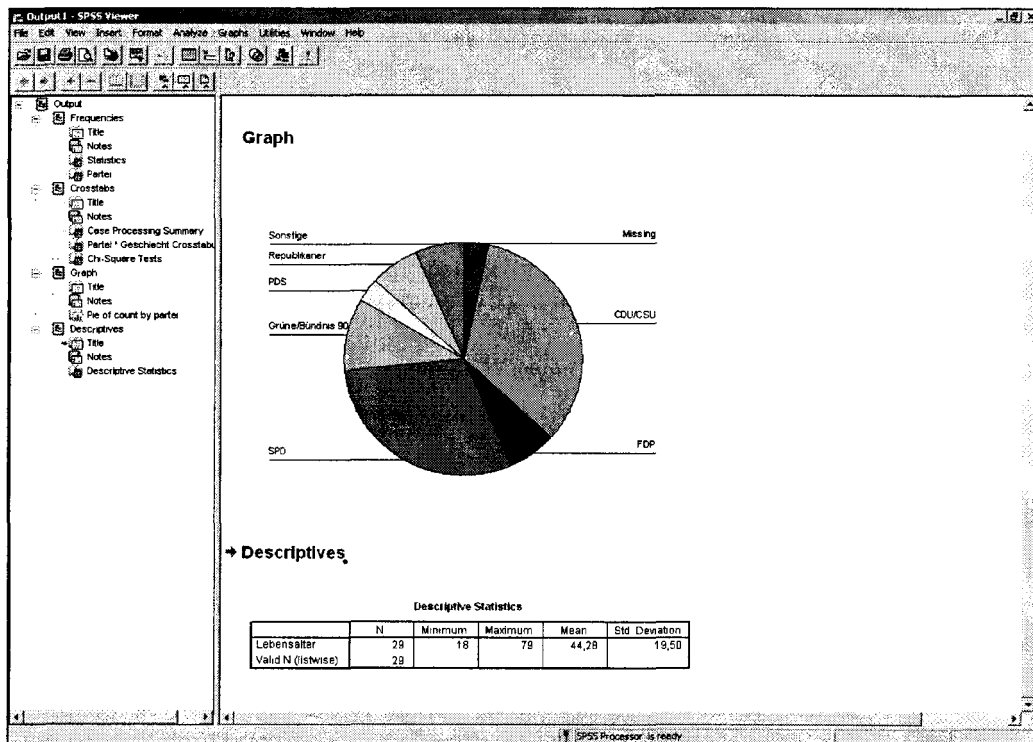 Output1 - SPSS Viewer
File Edit View Insert Format Analyze Graphs Utilities Window Help
Output
Frequencies
Title
Notes
Statistics
Partei
Crosstabs
Title
Notes
Case Processing Summary
Partei * Geschlecht Crosstabu
Chi-Square Tests
Graph
Title
Notes
Pie of count by partei
Descriptives
Title
Notes
Descriptive Statistics
Graph
Sonstige
Missing
Republikaner
PDS
CDU/CSU
Grüne/Bündnis 90
SPD
FDP
Descriptives
Descriptive Statistics
N Minimum Maximum Mean Std. Deviation
Lebensalter 29 18 79 44,28 19,50
Valid N (listwise) 29
SPSS Processor is ready